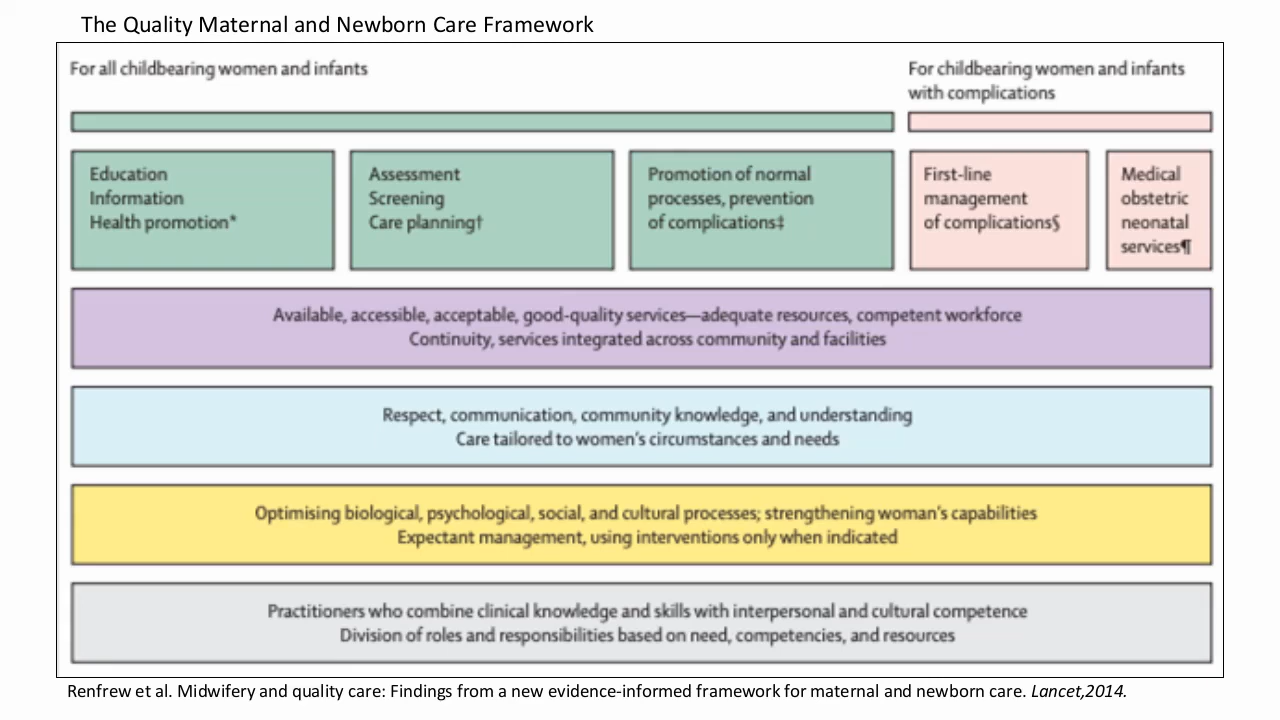 The Quality Maternal and Newborn Care Framework
For all childbearing women and infants
For childbearing women and infants
with complications
Education
Information
Health promotion*
Assessment
Screening
Care planning†
Promotion of normal
processes, prevention
of complications‡
First-line
management
of complications§
Medical
obstetric
neonatal
services¶
Available, accessible, acceptable, good-quality services—adequate resources, competent workforce
Continuity, services integrated across community and facilities
Respect, communication, community knowledge, and understanding
Care tailored to women's circumstances and needs
Optimising biological, psychological, social, and cultural processes; strengthening woman's capabilities
Expectant management, using interventions only when indicated
Practitioners who combine clinical knowledge and skills with interpersonal and cultural competence
Division of roles and responsibilities based on need, competencies, and resources
Renfrew et al. Midwifery and quality care: Findings from a new evidence-informed framework for maternal and newborn care. Lancet,2014.